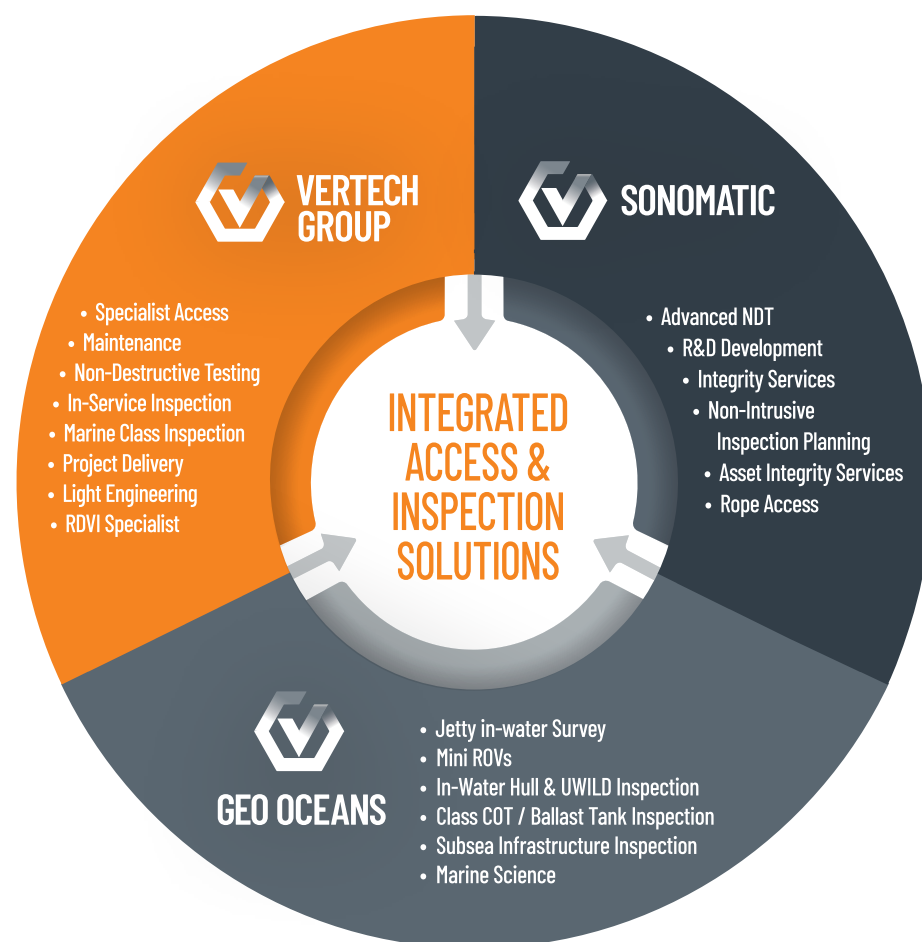 VERTECH
GROUP
• Specialist Access
• Maintenance
• Non-Destructive Testing
• In-Service Inspection
• Marine Class Inspection
• Project Delivery
• Light Engineering
• RDVI Specialist
SONOMATIC
• Advanced NDT
• R&D Development
• Integrity Services
• Non-Intrusive
Inspection Planning
• Asset Integrity Services
• Rope Access
INTEGRATED
ACCESS &
INSPECTION
SOLUTIONS
GEO OCEANS
• Jetty in-water Survey
• Mini ROVs
• In-Water Hull & UWILD Inspection
• Class COT / Ballast Tank Inspection
• Subsea Infrastructure Inspection
• Marine Science